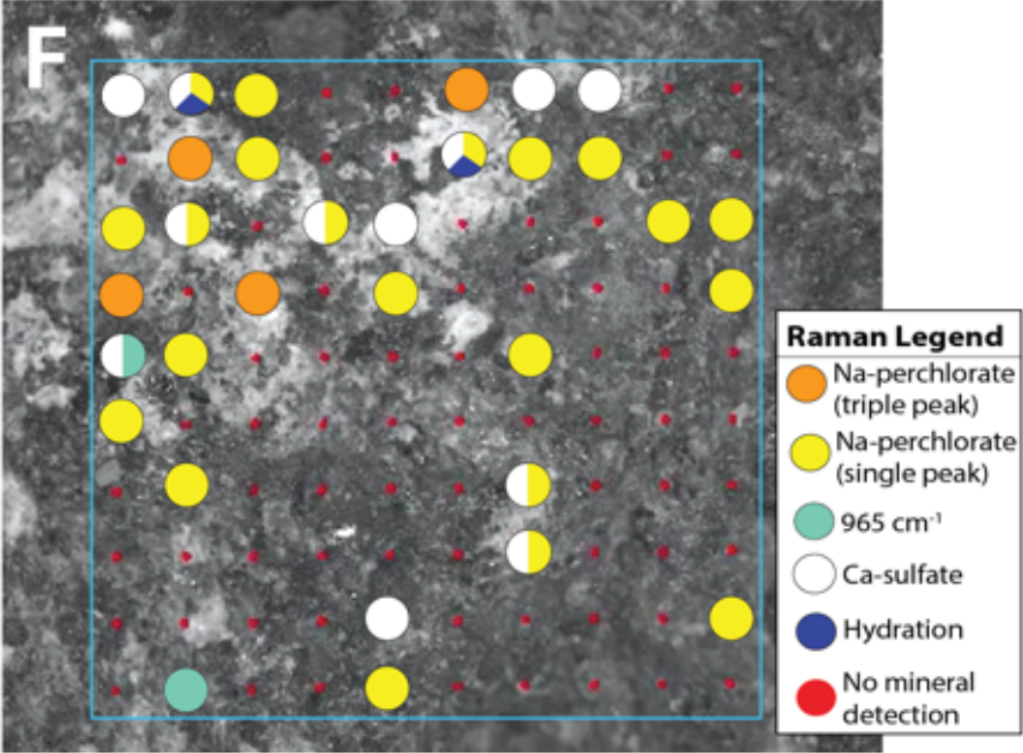 F
Raman Legend
Na-perchlorate
(triple peak)
Na-perchlorate
(single peak)
965 cm⁻¹
Ca-sulfate
Hydration
No mineral
detection